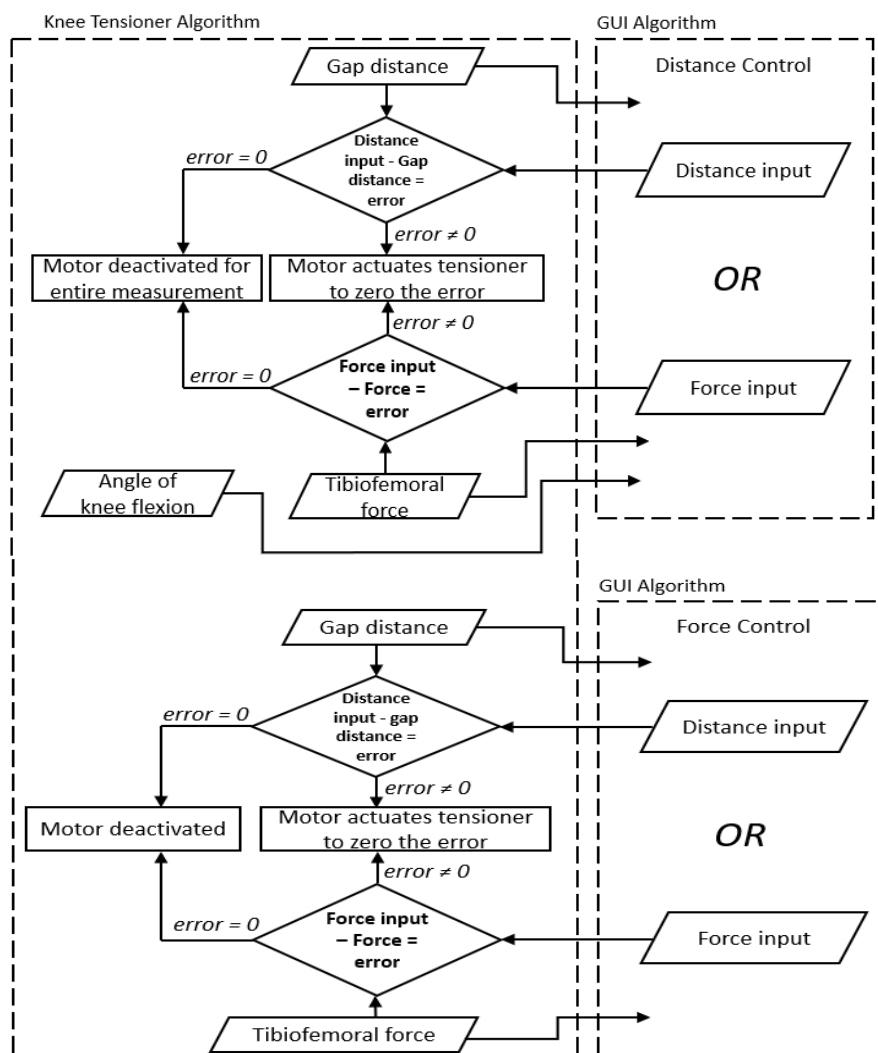 Knee Tensioner Algorithm
GUI Algorithm
Gap distance
Distance Control
Distance
input - Gap
distance =
error
error = 0
Distance input
error ≠ 0
Motor deactivated for
entire measurement
Motor actuates tensioner
to zero the error
OR
error ≠ 0
Force input
– Force =
error
error = 0
Force input
Angle of
knee flexion
Tibiofemoral
force
GUI Algorithm
Gap distance
Force Control
Distance
input - gap
distance =
error
error = 0
Distance input
error ≠ 0
Motor deactivated
Motor actuates tensioner
to zero the error
OR
error ≠ 0
Force input
– Force =
error
error = 0
Force input
Tibiofemoral force